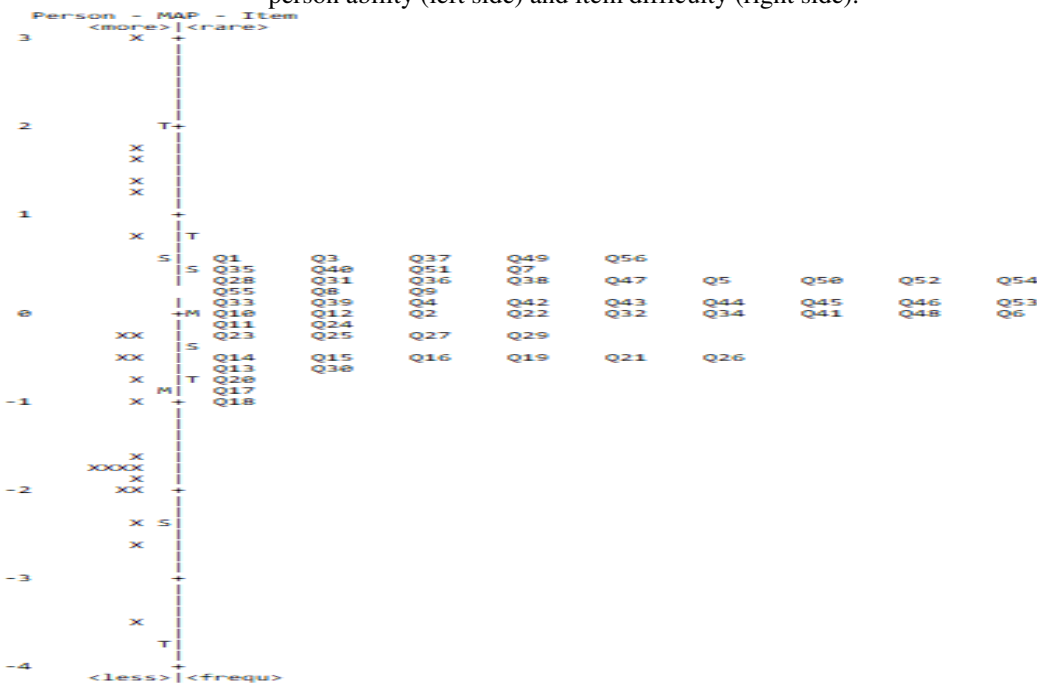 person ability (left side) and item difficulty (right side).
Person - MAP - Item
<more>|<rare>
3 X +
|
|
|
|
|
|
2 T+
|
X |
X |
|
X |
X |
1 +
|
X |T
S| Q1 Q3 Q37 Q49 Q56
|S Q35 Q40 Q51 Q7
| Q28 Q31 Q36 Q38 Q47 Q5 Q50 Q52 Q54
Q55 Q8 Q9
| Q33 Q39 Q4 Q42 Q43 Q44 Q45 Q46 Q53
0 +M Q10 Q12 Q2 Q22 Q32 Q34 Q41 Q48 Q6
| Q11 Q24
XX | Q23 Q25 Q27 Q29
|S
XX | Q14 Q15 Q16 Q19 Q21 Q26
| Q13 Q30
X |T Q20
M| Q17
-1 X + Q18
|
|
|
|
X |
XXXX |
X |
-2 XX +
|
|
X S|
|
X |
|
-3 +
|
|
|
X |
|
T|
|
-4 +
<less>|<frequ>